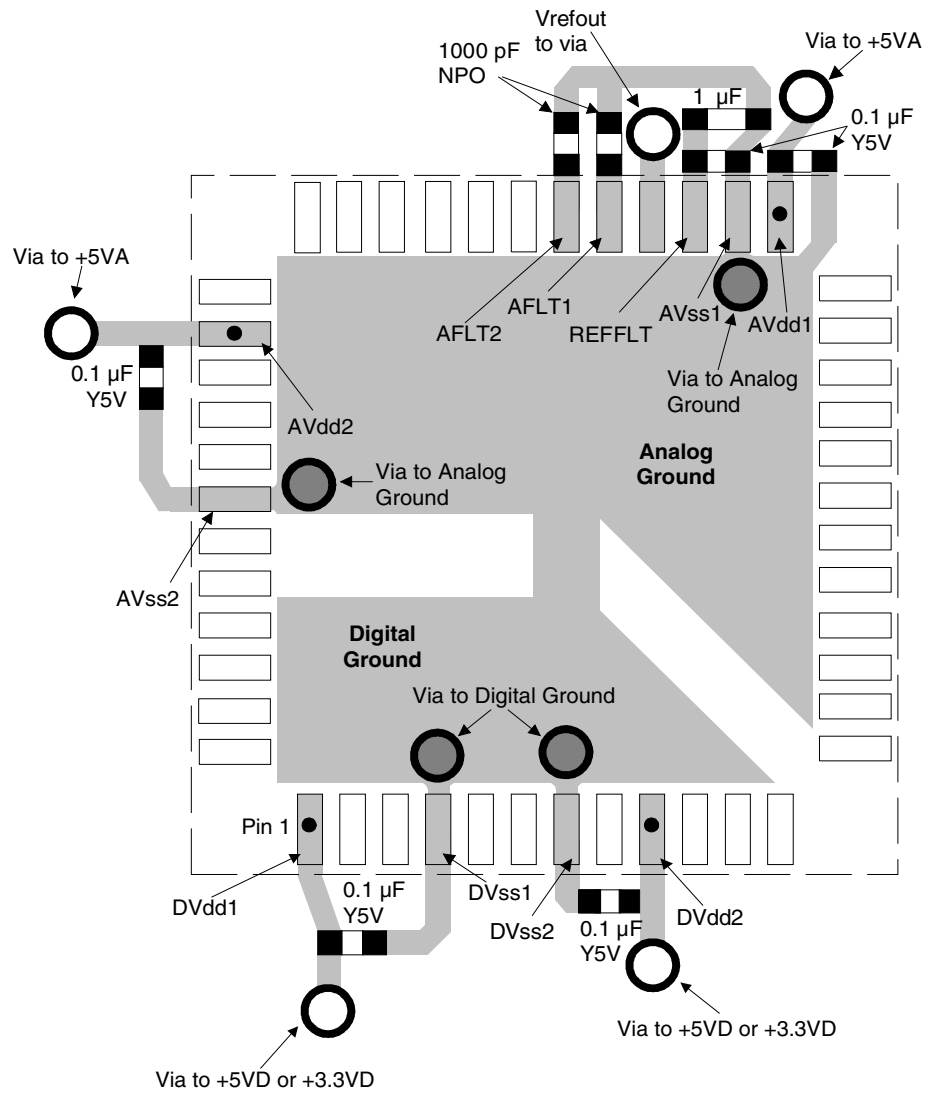 Vrefout
to via
Via to +5VA
1000 pF
NPO
1 µF
0.1 µF
Y5V
Via to +5VA
AFLT2
AFLT1
REFFLT
AVss1
AVdd1
0.1 µF
Y5V
Via to Analog
Ground
AVdd2
Analog
Ground
Via to Analog
Ground
AVss2
Digital
Ground
Via to Digital Ground
Pin 1
DVdd1
0.1 µF
Y5V
DVss1
DVss2
0.1 µF
Y5V
DVdd2
Via to +5VD or +3.3VD
Via to +5VD or +3.3VD